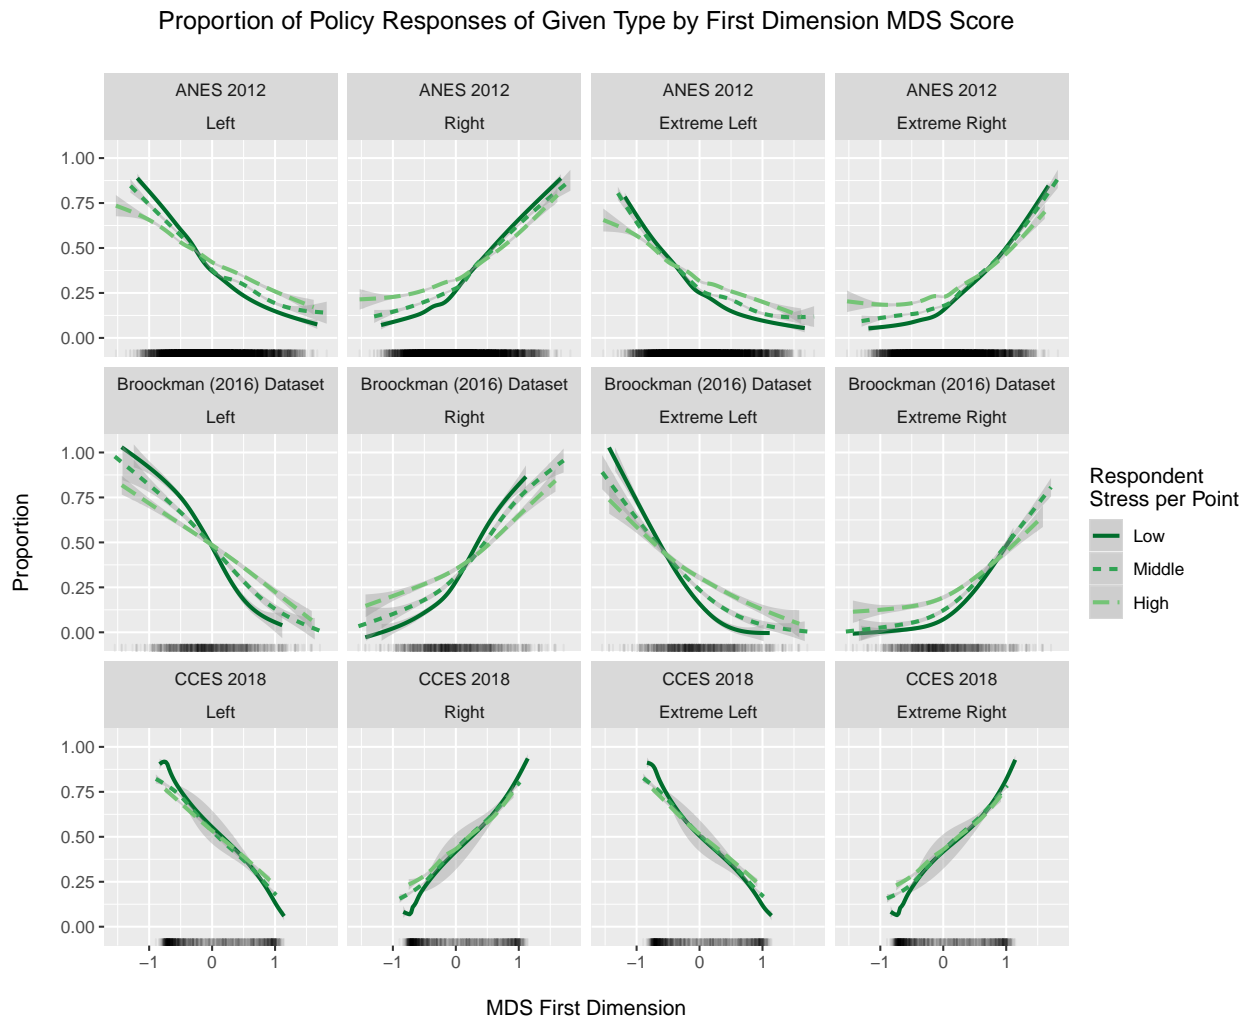 Proportion of Policy Responses of Given Type by First Dimension MDS Score
ANES 2012 ANES 2012 ANES 2012 ANES 2012
Left Right Extreme Left Extreme Right
1.00
0.75
0.50
0.25
0.00
Broockman (2016) Dataset Broockman (2016) Dataset Broockman (2016) Dataset Broockman (2016) Dataset
Left Right Extreme Left Extreme Right
1.00
0.75
0.50
0.25
0.00
CCES 2018 CCES 2018 CCES 2018 CCES 2018
Left Right Extreme Left Extreme Right
1.00
0.75
0.50
0.25
0.00
−1 0 1 −1 0 1 −1 0 1 −1 0 1
MDS First Dimension
Proportion
Respondent
Stress per Point
Low
Middle
High